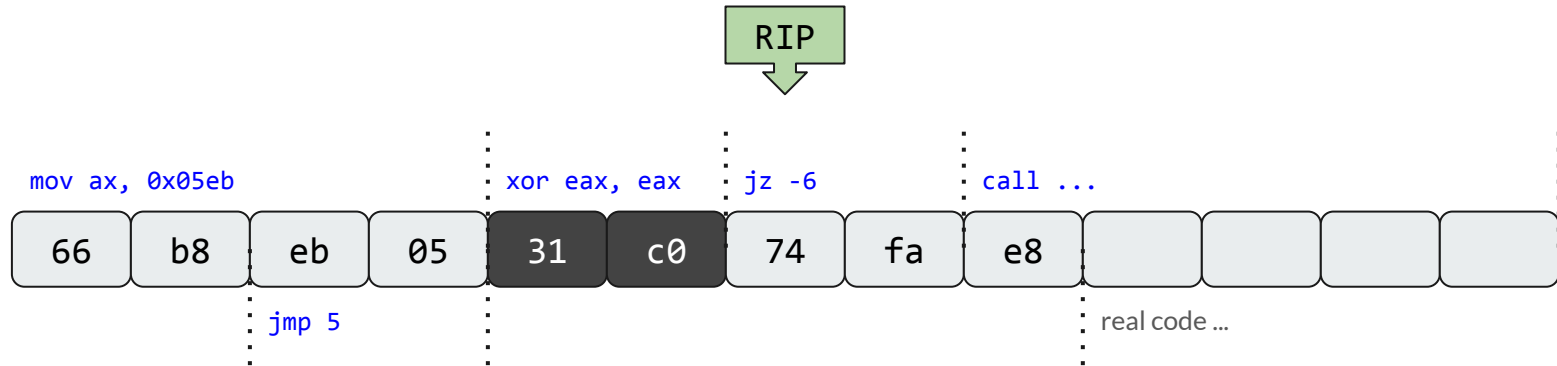 RIP
mov ax, 0x05eb xor eax, eax jz -6 call ...
66 b8 eb 05 31 c0 74 fa e8
jmp 5 real code ...